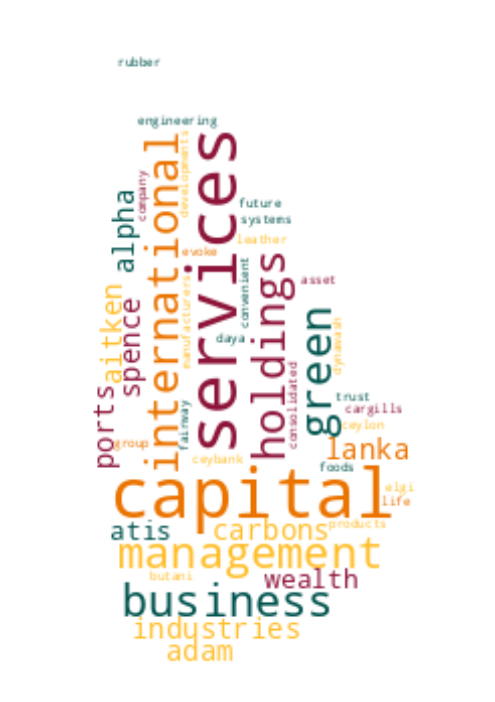 rubber
engineering
international
services
developments
company
alpha
future
systems
leather
evoke
holdings
asset
convenient
manufacturers
aitken
spence
green
dynawash
daya
consolidated
ports
trust
cargills
ceylon
fairway
group
lanka
ceybank
foods
capital
elgi
life
atis
carbons
products
management
butani
wealth
business
industries
adam